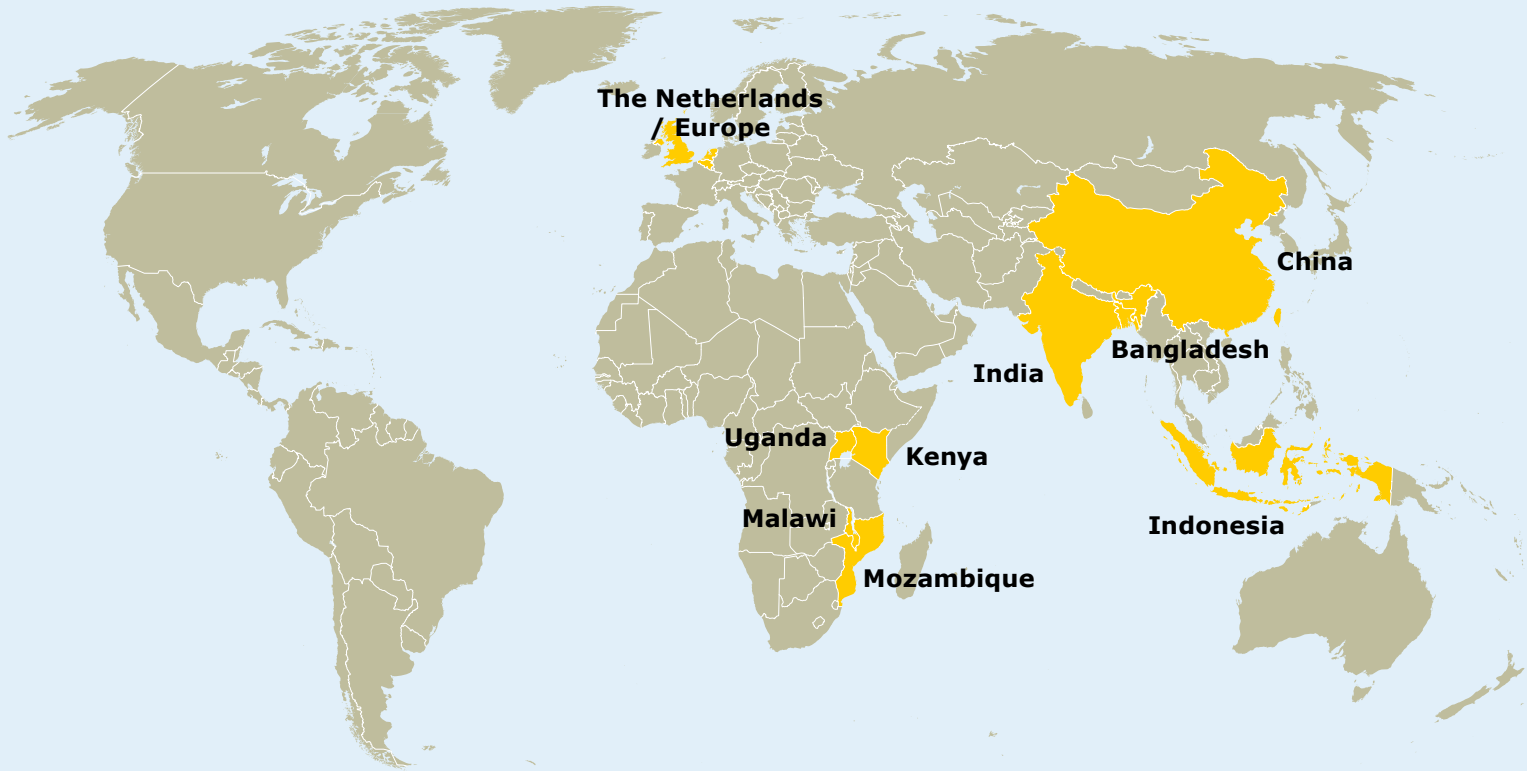 The Netherlands
/ Europe
China
Bangladesh
India
Uganda
Kenya
Malawi
Indonesia
Mozambique